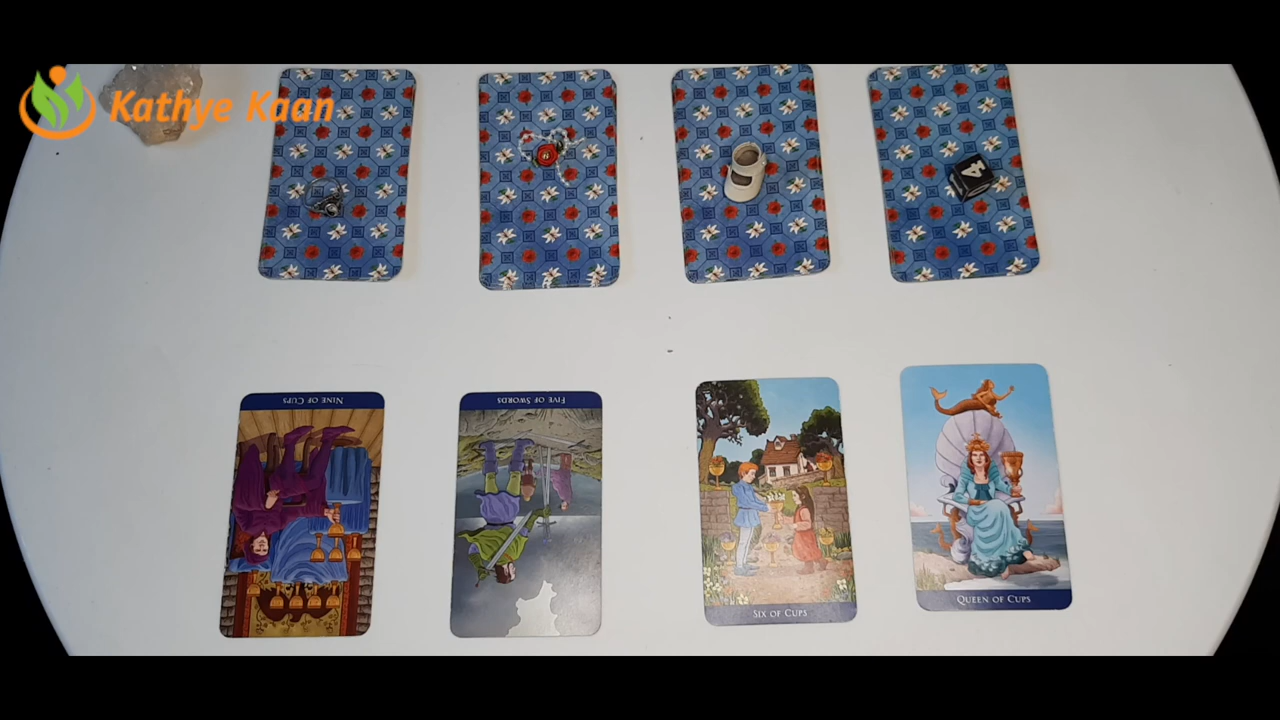 Kathye Kaan
4
NINE OF CUPS
FIVE OF SWORDS
SIX OF CUPS
QUEEN OF CUPS